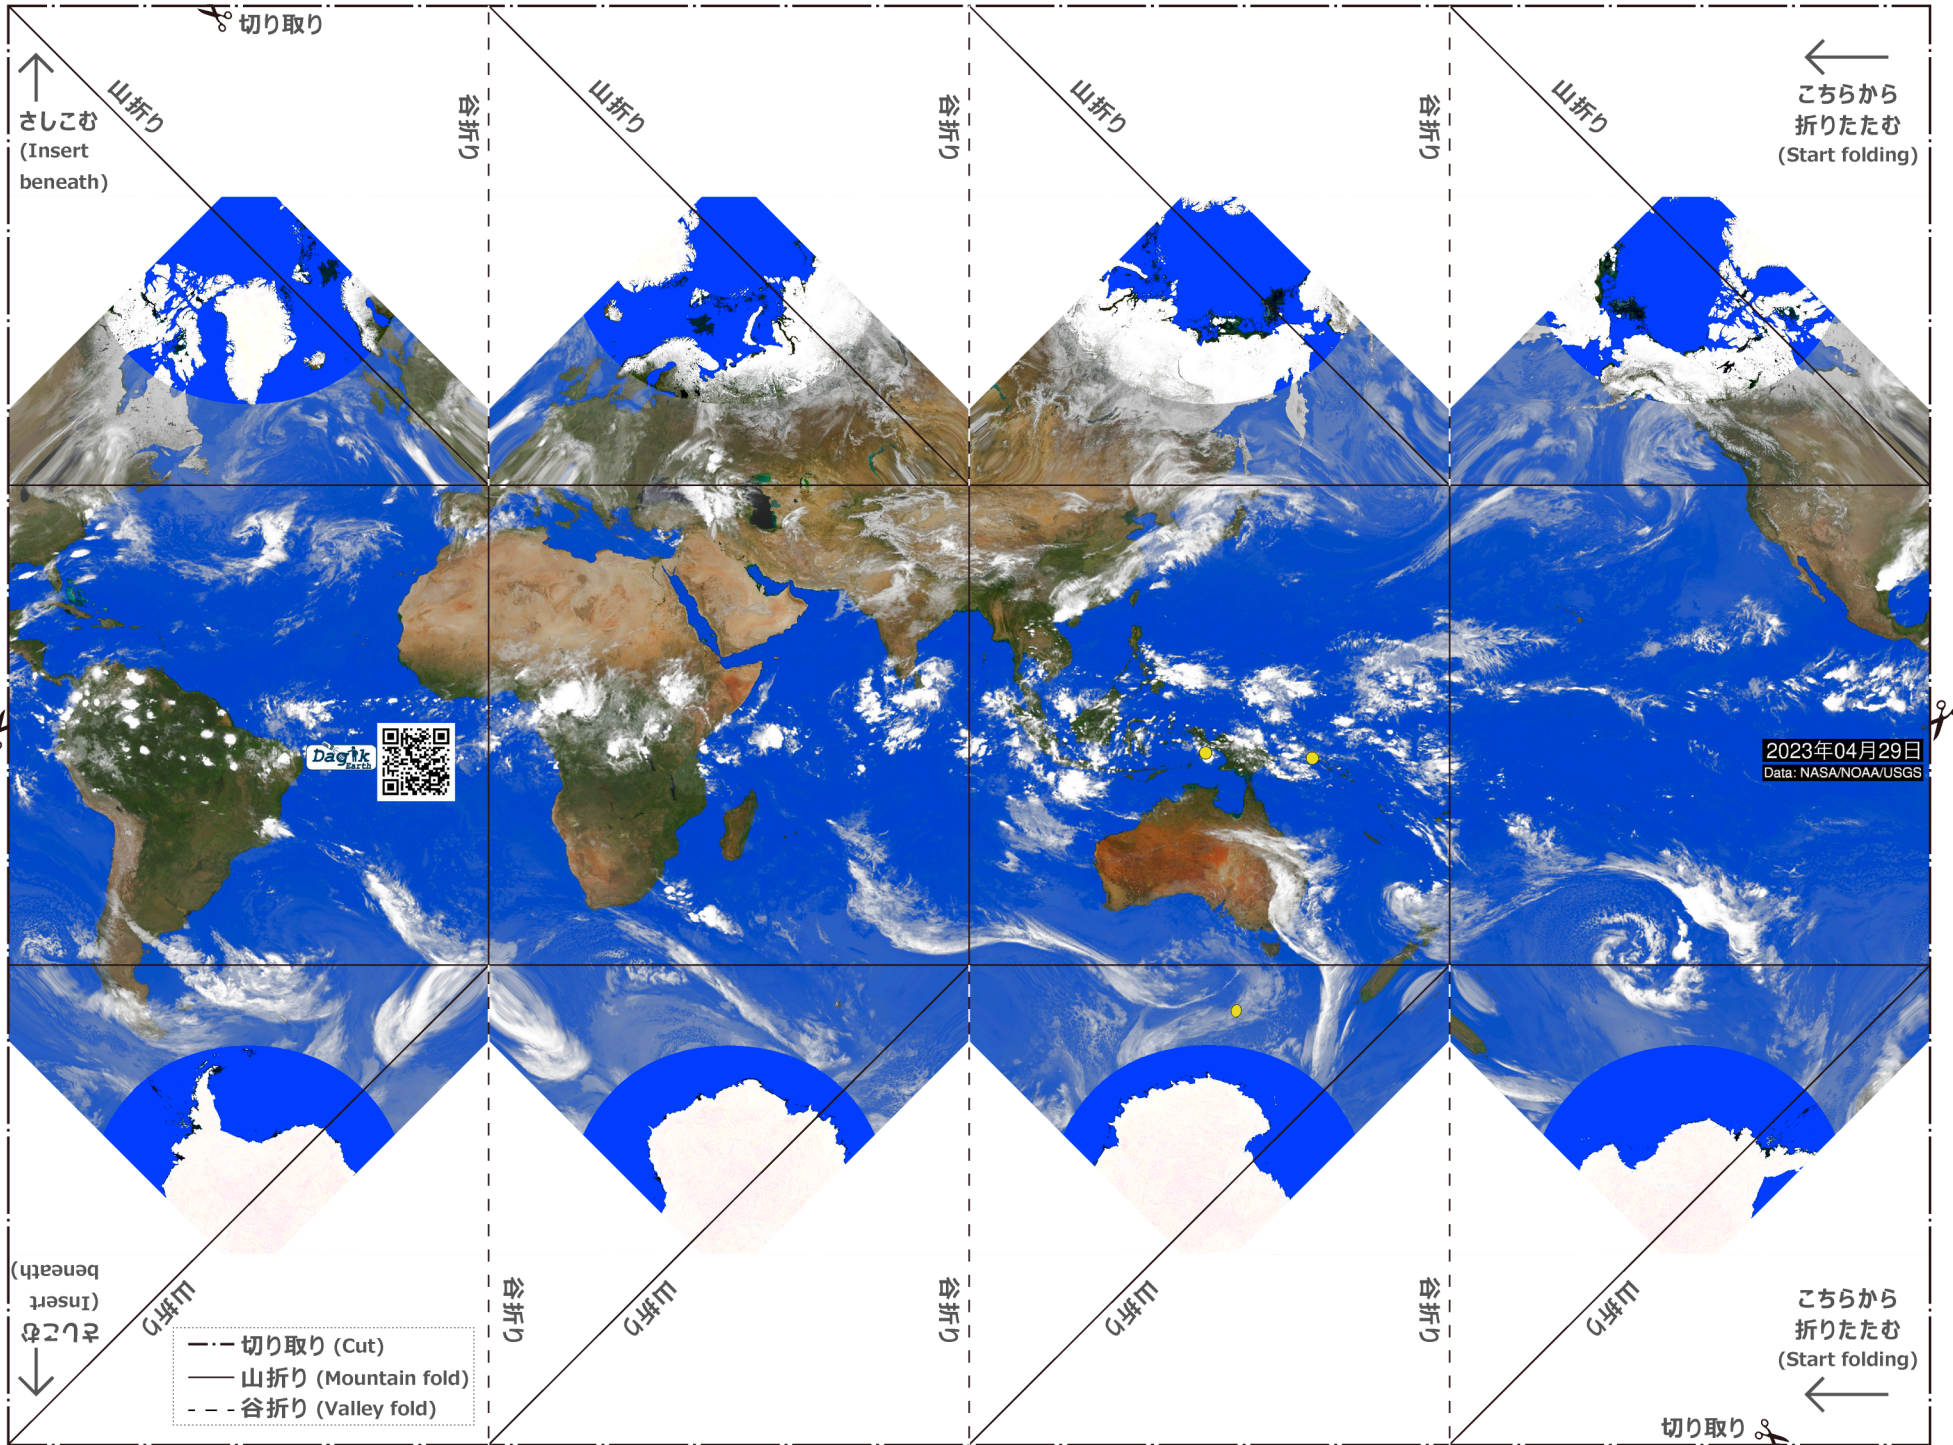 切り取り
山折り
谷折り
山折り
谷折り
山折り
谷折り
山折り
さしこむ
(Insert
beneath)
こちらから
折りたたむ
(Start folding)
Dagik
Earth
2023年04月29日
Data: NASA/NOAA/USGS
さしこむ
(Insert
beneath)
山折り
谷折り
山折り
谷折り
山折り
谷折り
山折り
こちらから
折りたたむ
(Start folding)
切り取り (Cut)
山折り (Mountain fold)
谷折り (Valley fold)
切り取り